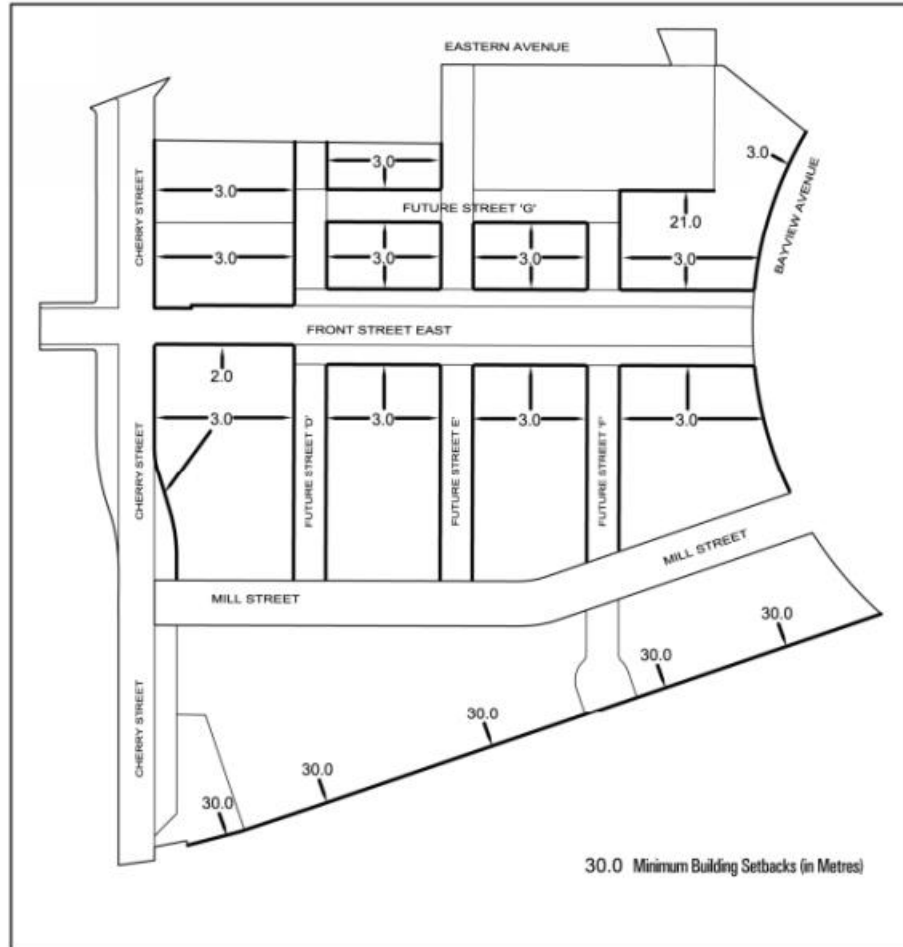 EASTERN AVENUE
CHERRY STREET
3.0
3.0
3.0
BAYVIEW AVENUE
FUTURE STREET 'G'
21.0
3.0
3.0
3.0
3.0
FRONT STREET EAST
2.0
3.0
3.0
3.0
3.0
CHERRY STREET
FUTURE STREET 'D'
FUTURE STREET E'
FUTURE STREET 'F'
MILL STREET
MILL STREET
CHERRY STREET
30.0
30.0
30.0
30.0
30.0
30.0 Minimum Building Setbacks (in Metres)